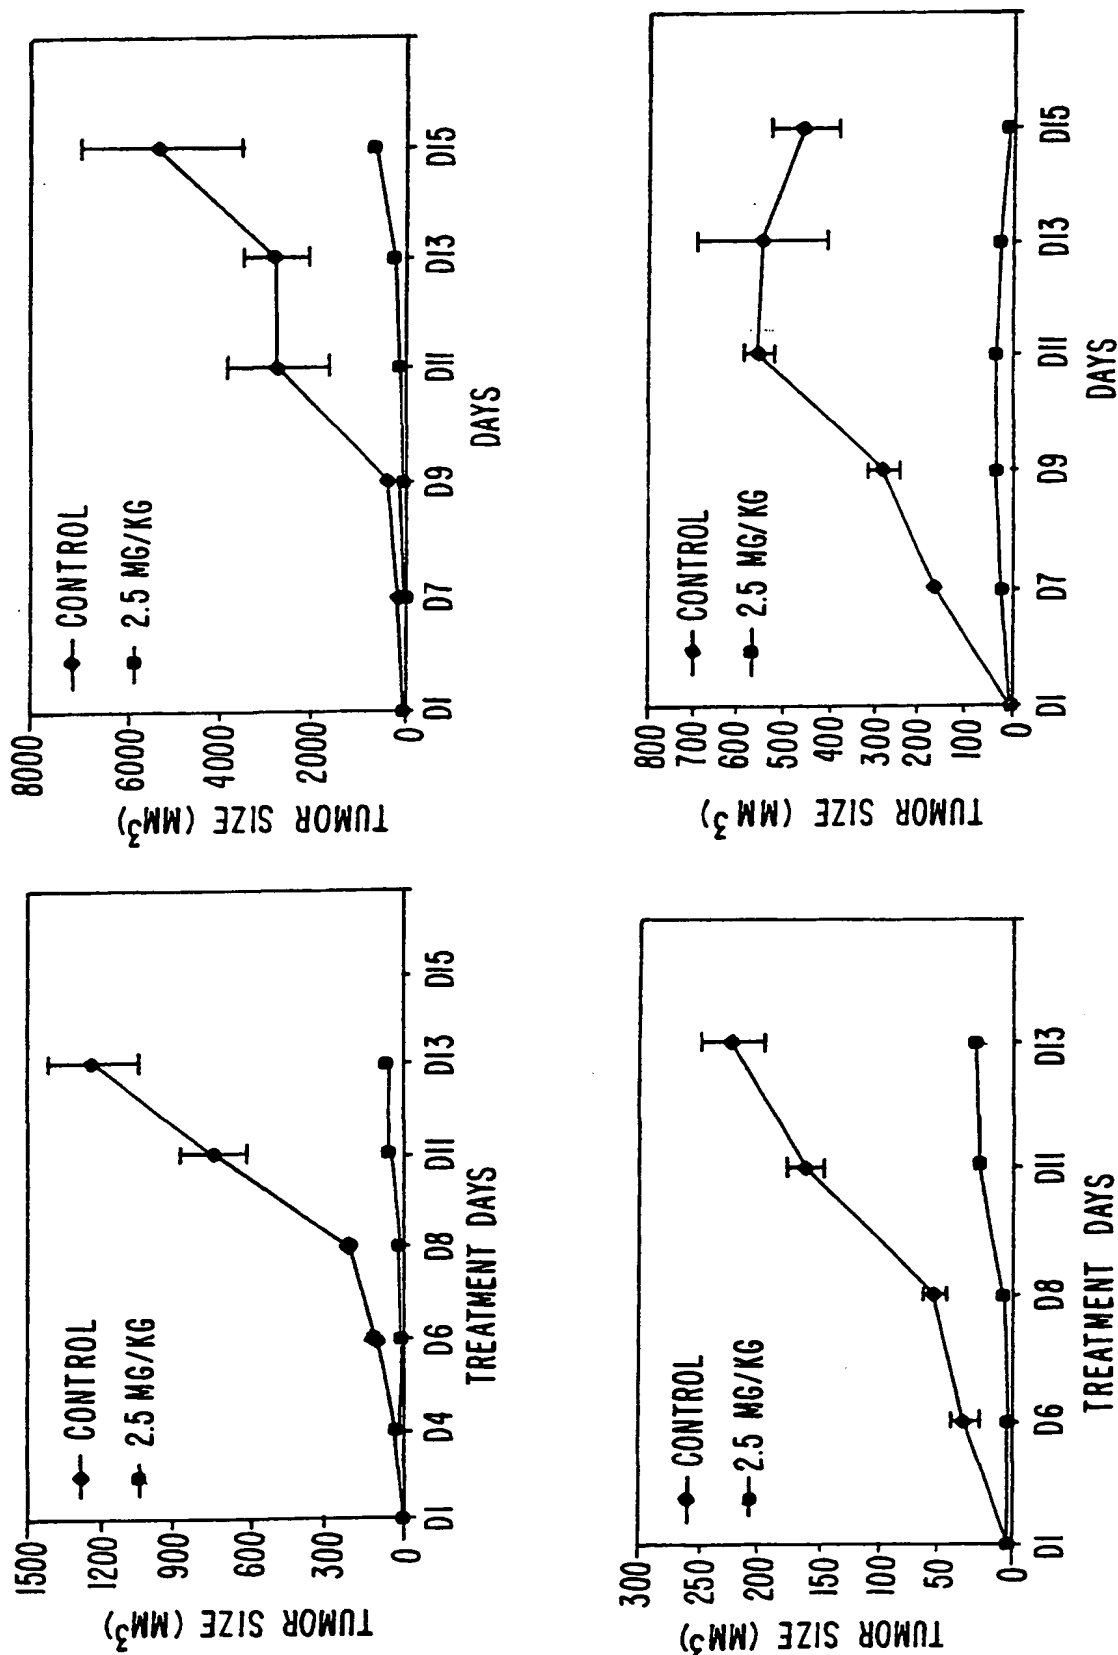 TUMOR SIZE (MM3)
1500
1200
900
600
300
0
CONTROL
2.5 MG/KG
D1 D4 D6 D8 D11 D13 D15
TREATMENT DAYS
TUMOR SIZE (MM3)
8000
6000
4000
2000
0
CONTROL
2.5 MG/KG
D1 D7 D9 D11 D13 D15
DAYS
TUMOR SIZE (MM3)
300
250
200
150
100
50
0
CONTROL
2.5 MG/KG
D1 D6 D8 D11 D13
TREATMENT DAYS
TUMOR SIZE (MM3)
800
700
600
500
400
300
200
100
0
CONTROL
2.5 MG/KG
D1 D7 D9 D11 D13 D15
DAYS